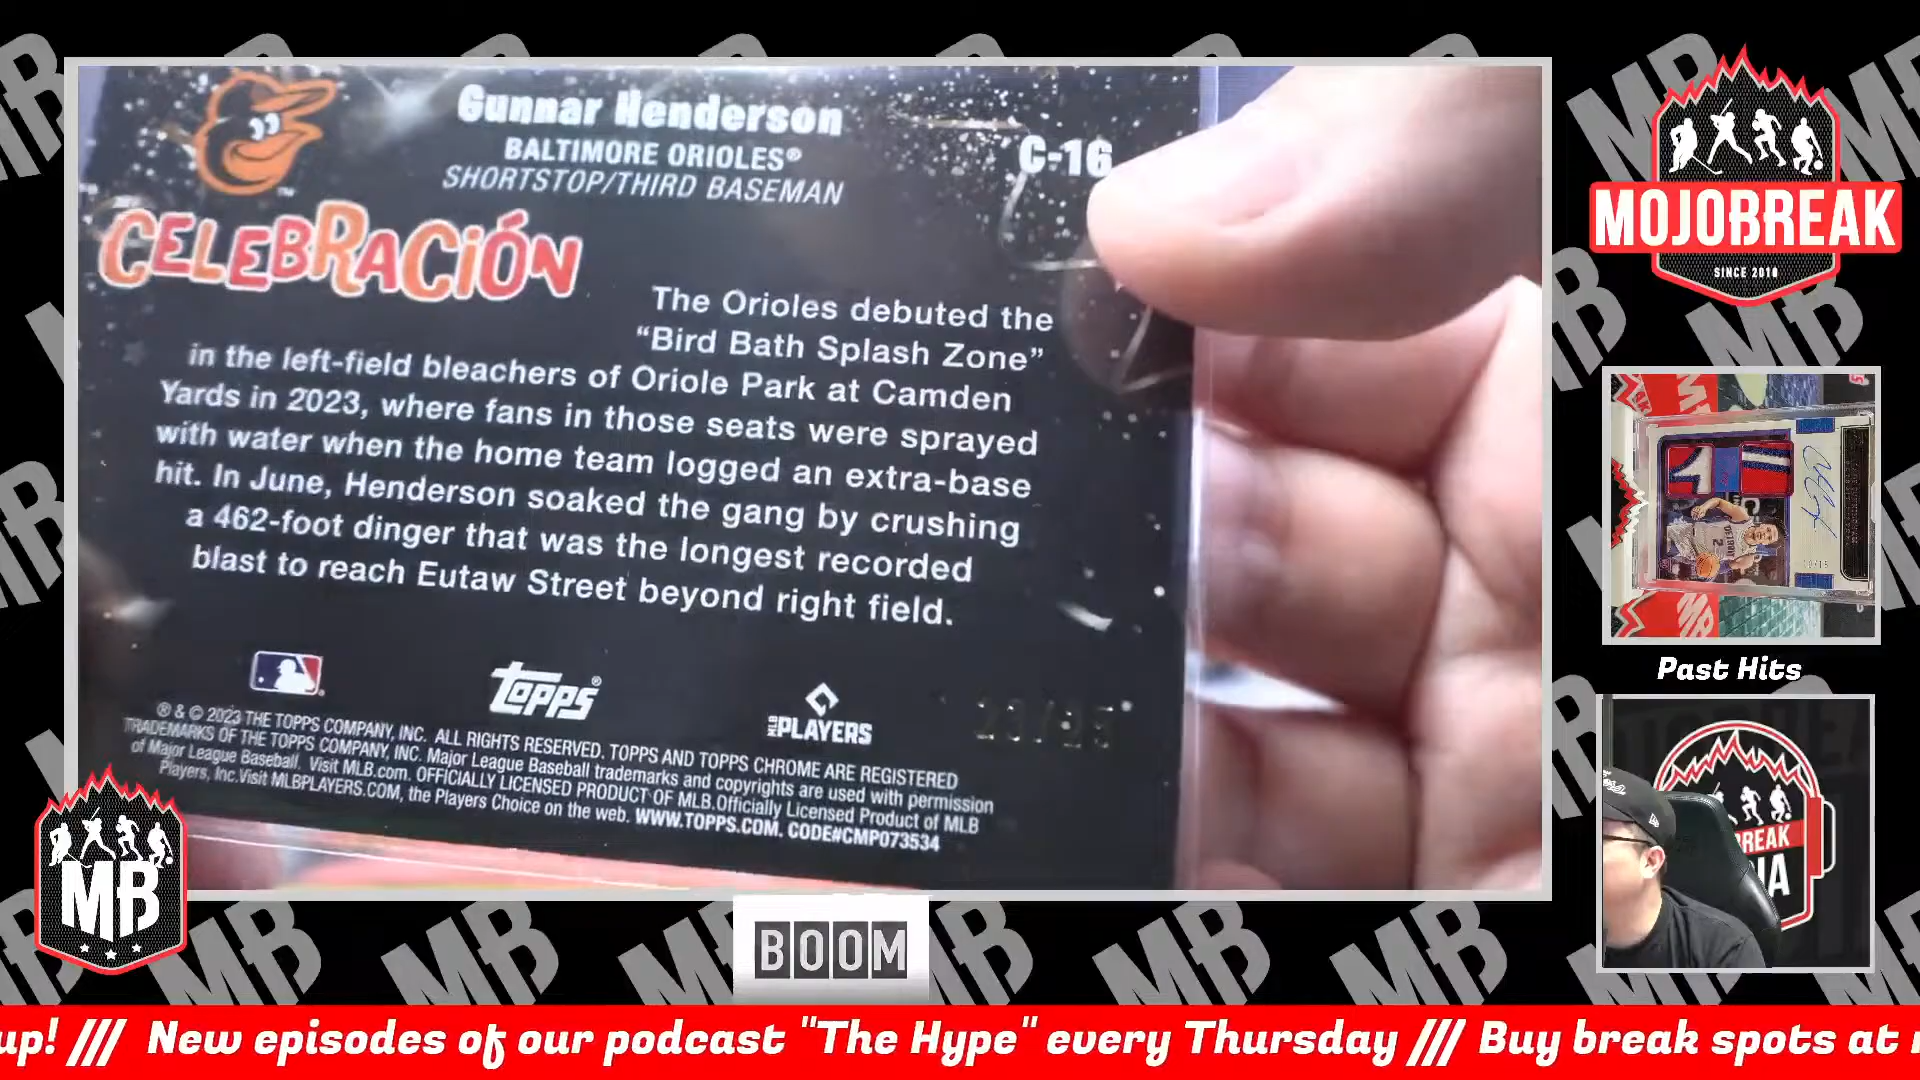 Gunnar Henderson
BALTIMORE ORIOLES®
SHORTSTOP/THIRD BASEMAN
C-16
CELEBRACIÓN
The Orioles debuted the
“Bird Bath Splash Zone”
in the left-field bleachers of Oriole Park at Camden
Yards in 2023, where fans in those seats were sprayed
with water when the home team logged an extra-base
hit. In June, Henderson soaked the gang by crushing
a 462-foot dinger that was the longest recorded
blast to reach Eutaw Street beyond right field.
topps®
MLB PLAYERS
® & © 2023 THE TOPPS COMPANY, INC. ALL RIGHTS RESERVED. TOPPS AND TOPPS CHROME ARE REGISTERED
TRADEMARKS OF THE TOPPS COMPANY, INC. Major League Baseball trademarks and copyrights are used with permission
of Major League Baseball. Visit MLB.com. OFFICIALLY LICENSED PRODUCT OF MLB.Officially Licensed Product of MLB
Players, Inc.Visit MLBPLAYERS.COM, the Players Choice on the web. WWW.TOPPS.COM. CODE#CMP073534
MOJOBREAK
SINCE 2010
Past Hits
MB
BOOM
up! /// New episodes of our podcast "The Hype" every Thursday /// Buy break spots at